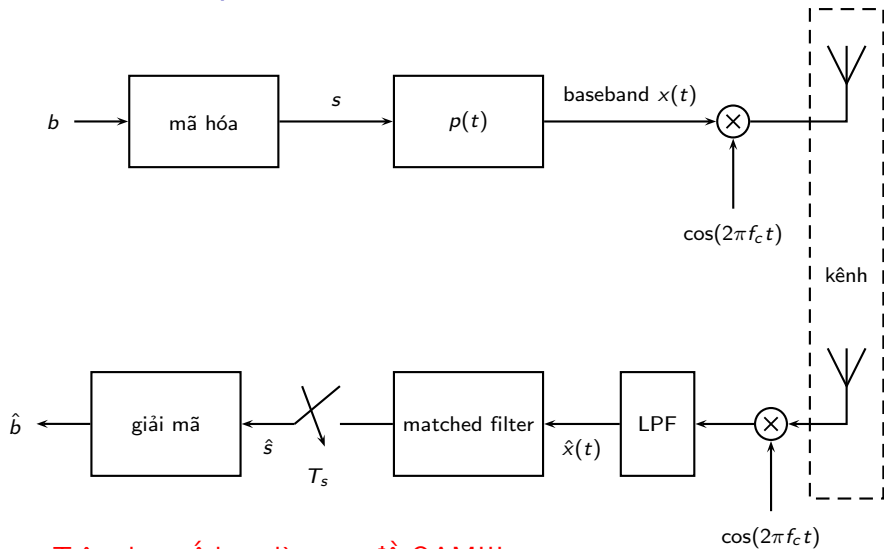 b
mã hóa
s
p(t)
baseband x(t)
×
cos(2πf_c t)
kênh
b̂
giải mã
ŝ
T_s
matched filter
x̂(t)
LPF
×
cos(2πf_c t)